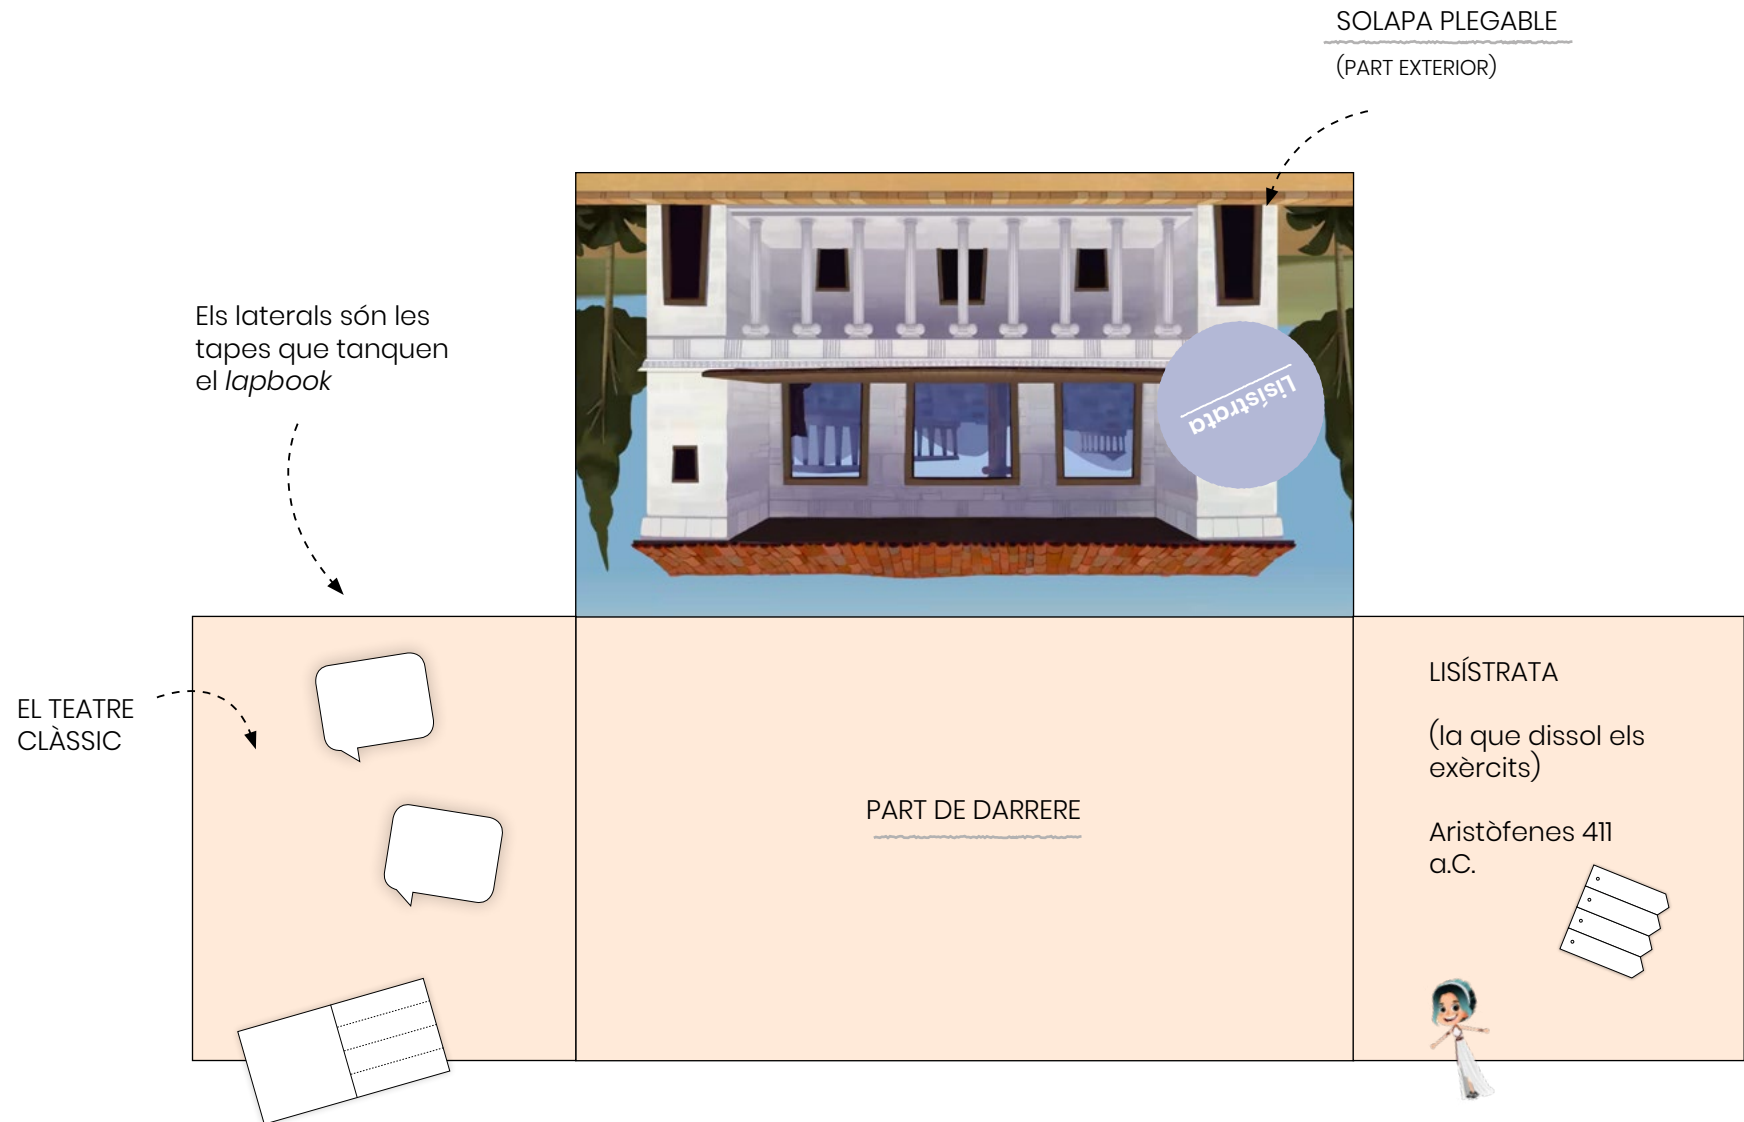 SOLAPA PLEGABLE
(PART EXTERIOR)
Els laterals són les
tapes que tanquen
el lapbook
Lisístrata
EL TEATRE
CLÀSSIC
PART DE DARRERE
LISÍSTRATA
(la que dissol els
exèrcits)
Aristòfenes 411
a.C.